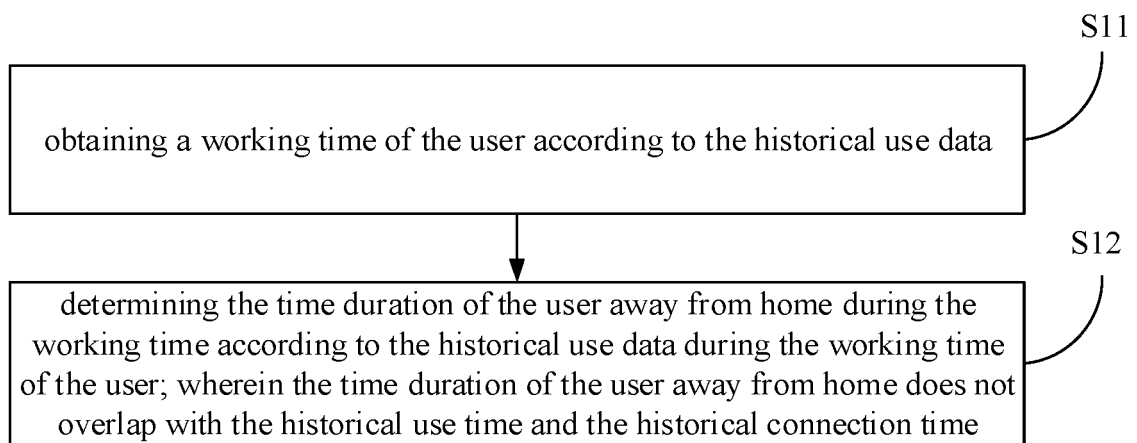 S11
obtaining a working time of the user according to the historical use data
S12
determining the time duration of the user away from home during the
working time according to the historical use data during the working time
of the user; wherein the time duration of the user away from home does not
overlap with the historical use time and the historical connection time